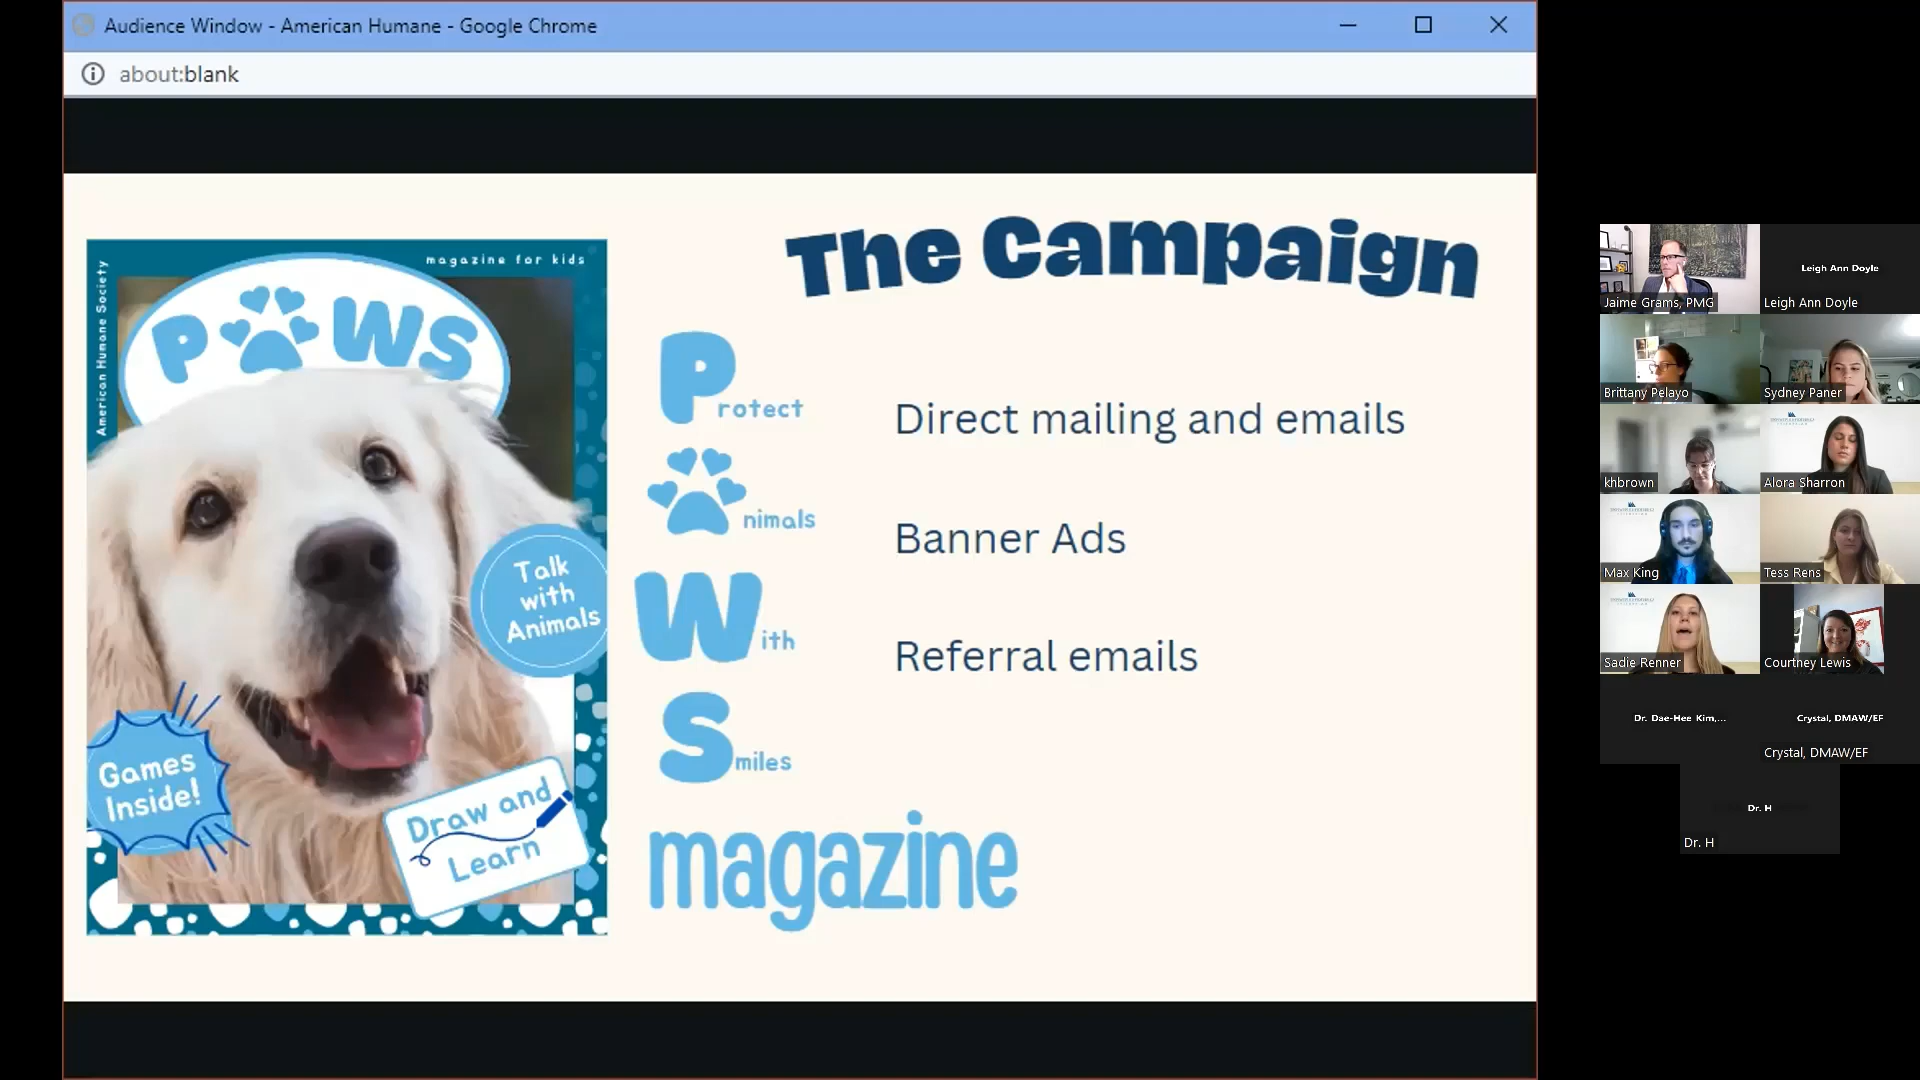 Audience Window - American Humane - Google Chrome
about:blank
The Campaign
American Humane Society
magazine for kids
PAWS
Talk
with
Animals
Games
Inside!
Draw and
Learn
Protect
nimals
With
Smiles
magazine
Direct mailing and emails
Banner Ads
Referral emails
Jaime Grams, PMG
Leigh Ann Doyle
Leigh Ann Doyle
Brittany Pelayo
Sydney Paner
khbrown
Alora Sharron
Max King
Tess Rens
Sadie Renner
Courtney Lewis
Dr. Dae-Hee Kim,...
Crystal, DMAW/EF
Crystal, DMAW/EF
Dr. H
Dr. H